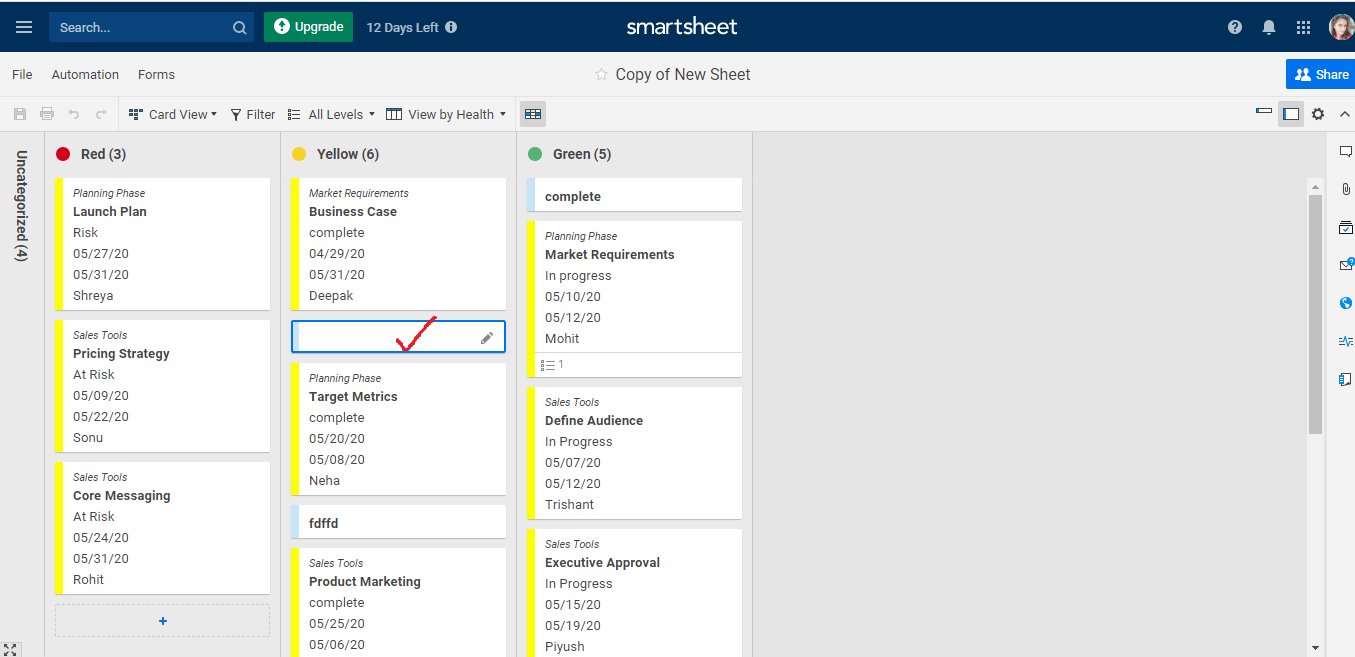 Search...
Upgrade
12 Days Left
smartsheet
File
Automation
Forms
Copy of New Sheet
Share
Card View
Filter
All Levels
View by Health
Uncategorized (4)
Red (3)
Planning Phase
Launch Plan
Risk
05/27/20
05/31/20
Shreya
Sales Tools
Pricing Strategy
At Risk
05/09/20
05/22/20
Sonu
Sales Tools
Core Messaging
At Risk
05/24/20
05/31/20
Rohit
+
Yellow (6)
Market Requirements
Business Case
complete
04/29/20
05/31/20
Deepak
Planning Phase
Target Metrics
complete
05/20/20
05/08/20
Neha
fdffd
Sales Tools
Product Marketing
complete
05/25/20
05/06/20
Green (5)
complete
Planning Phase
Market Requirements
In progress
05/10/20
05/12/20
Mohit
1
Sales Tools
Define Audience
In Progress
05/07/20
05/12/20
Trishant
Sales Tools
Executive Approval
In Progress
05/15/20
05/19/20
Piyush